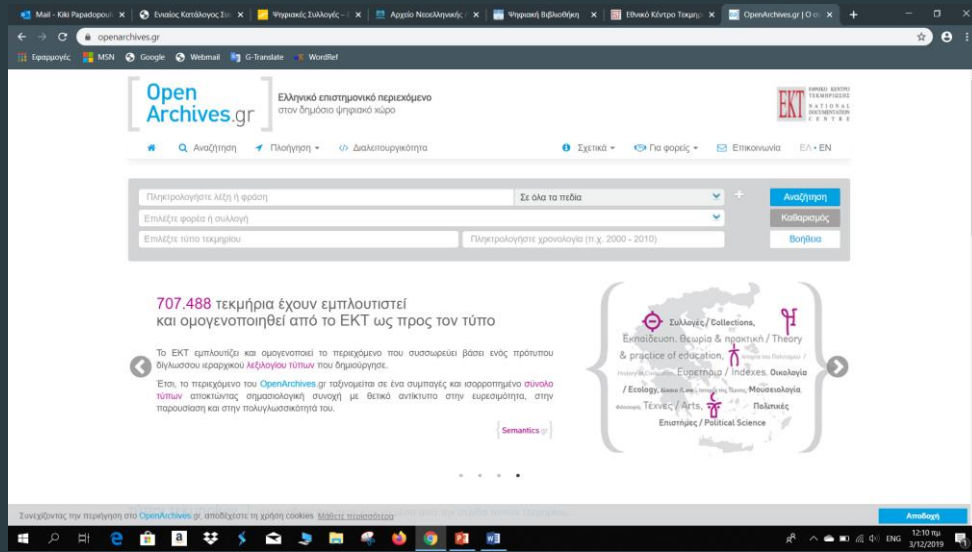 Mail - Kiki Papadopoul
Ενιαίος Κατάλογος Συ
Ψηφιακές Συλλογές –
Αρχείο Νεοελληνικής
Ψηφιακή Βιβλιοθήκη
Εθνικό Κέντρο Τεκμηρ
OpenArchives.gr | Ο
openarchives.gr
Εφαρμογές MSN Google Webmail G-Translate WordRef
Open
Archives.gr
Ελληνικό επιστημονικό περιεχόμενο
στον δημόσιο ψηφιακό χώρο
ΕΚΤ
ΕΘΝΙΚΟ ΚΕΝΤΡΟ
ΤΕΚΜΗΡΙΩΣΗΣ
NATIONAL
DOCUMENTATION
CENTRE
Αναζήτηση Πλοήγηση Διαλειτουργικότητα Σχετικά Για φορείς Επικοινωνία ΕΛ • EN
Πληκτρολογήστε λέξη ή φράση Σε όλα τα πεδία + Αναζήτηση
Επιλέξτε φορέα ή συλλογή Καθαρισμός
Επιλέξτε τύπο τεκμηρίου Πληκτρολογήστε χρονολογία (π.χ. 2000 - 2010) Βοήθεια
707.488 τεκμήρια έχουν εμπλουτιστεί
και ομογενοποιηθεί από το ΕΚΤ ως προς τον τύπο
Το ΕΚΤ εμπλουτίζει και ομογενοποιεί το περιεχόμενο που συσσωρεύει βάσει ενός πρότυπου
δίγλωσσου ιεραρχικού λεξιλογίου τύπων που δημιούργησε.
Έτσι, το περιεχόμενο του OpenArchives.gr ταξινομείται σε ένα συμπαγές και ισορροπημένο σύνολο
τύπων αποκτώντας σημασιολογική συνοχή με θετικό αντίκτυπο στην ευρεσιμότητα, στην
παρουσίαση και στην πολυγλωσσικότητά του.
Semantics.gr
Συλλογές / Collections,
Εκπαίδευση, Θεωρία & πρακτική / Theory
& practice of education,
Ευρετήρια / Indexes, Οικολογία
/ Ecology, Μουσειολογία
Τέχνες / Arts, Πολιτικές
Επιστήμες / Political Science
Συνεχίζοντας την περιήγηση στο OpenArchives.gr, αποδέχεστε τη χρήση cookies. Μάθετε περισσότερα Αποδοχή
ENG
12:10 πμ
3/12/2019